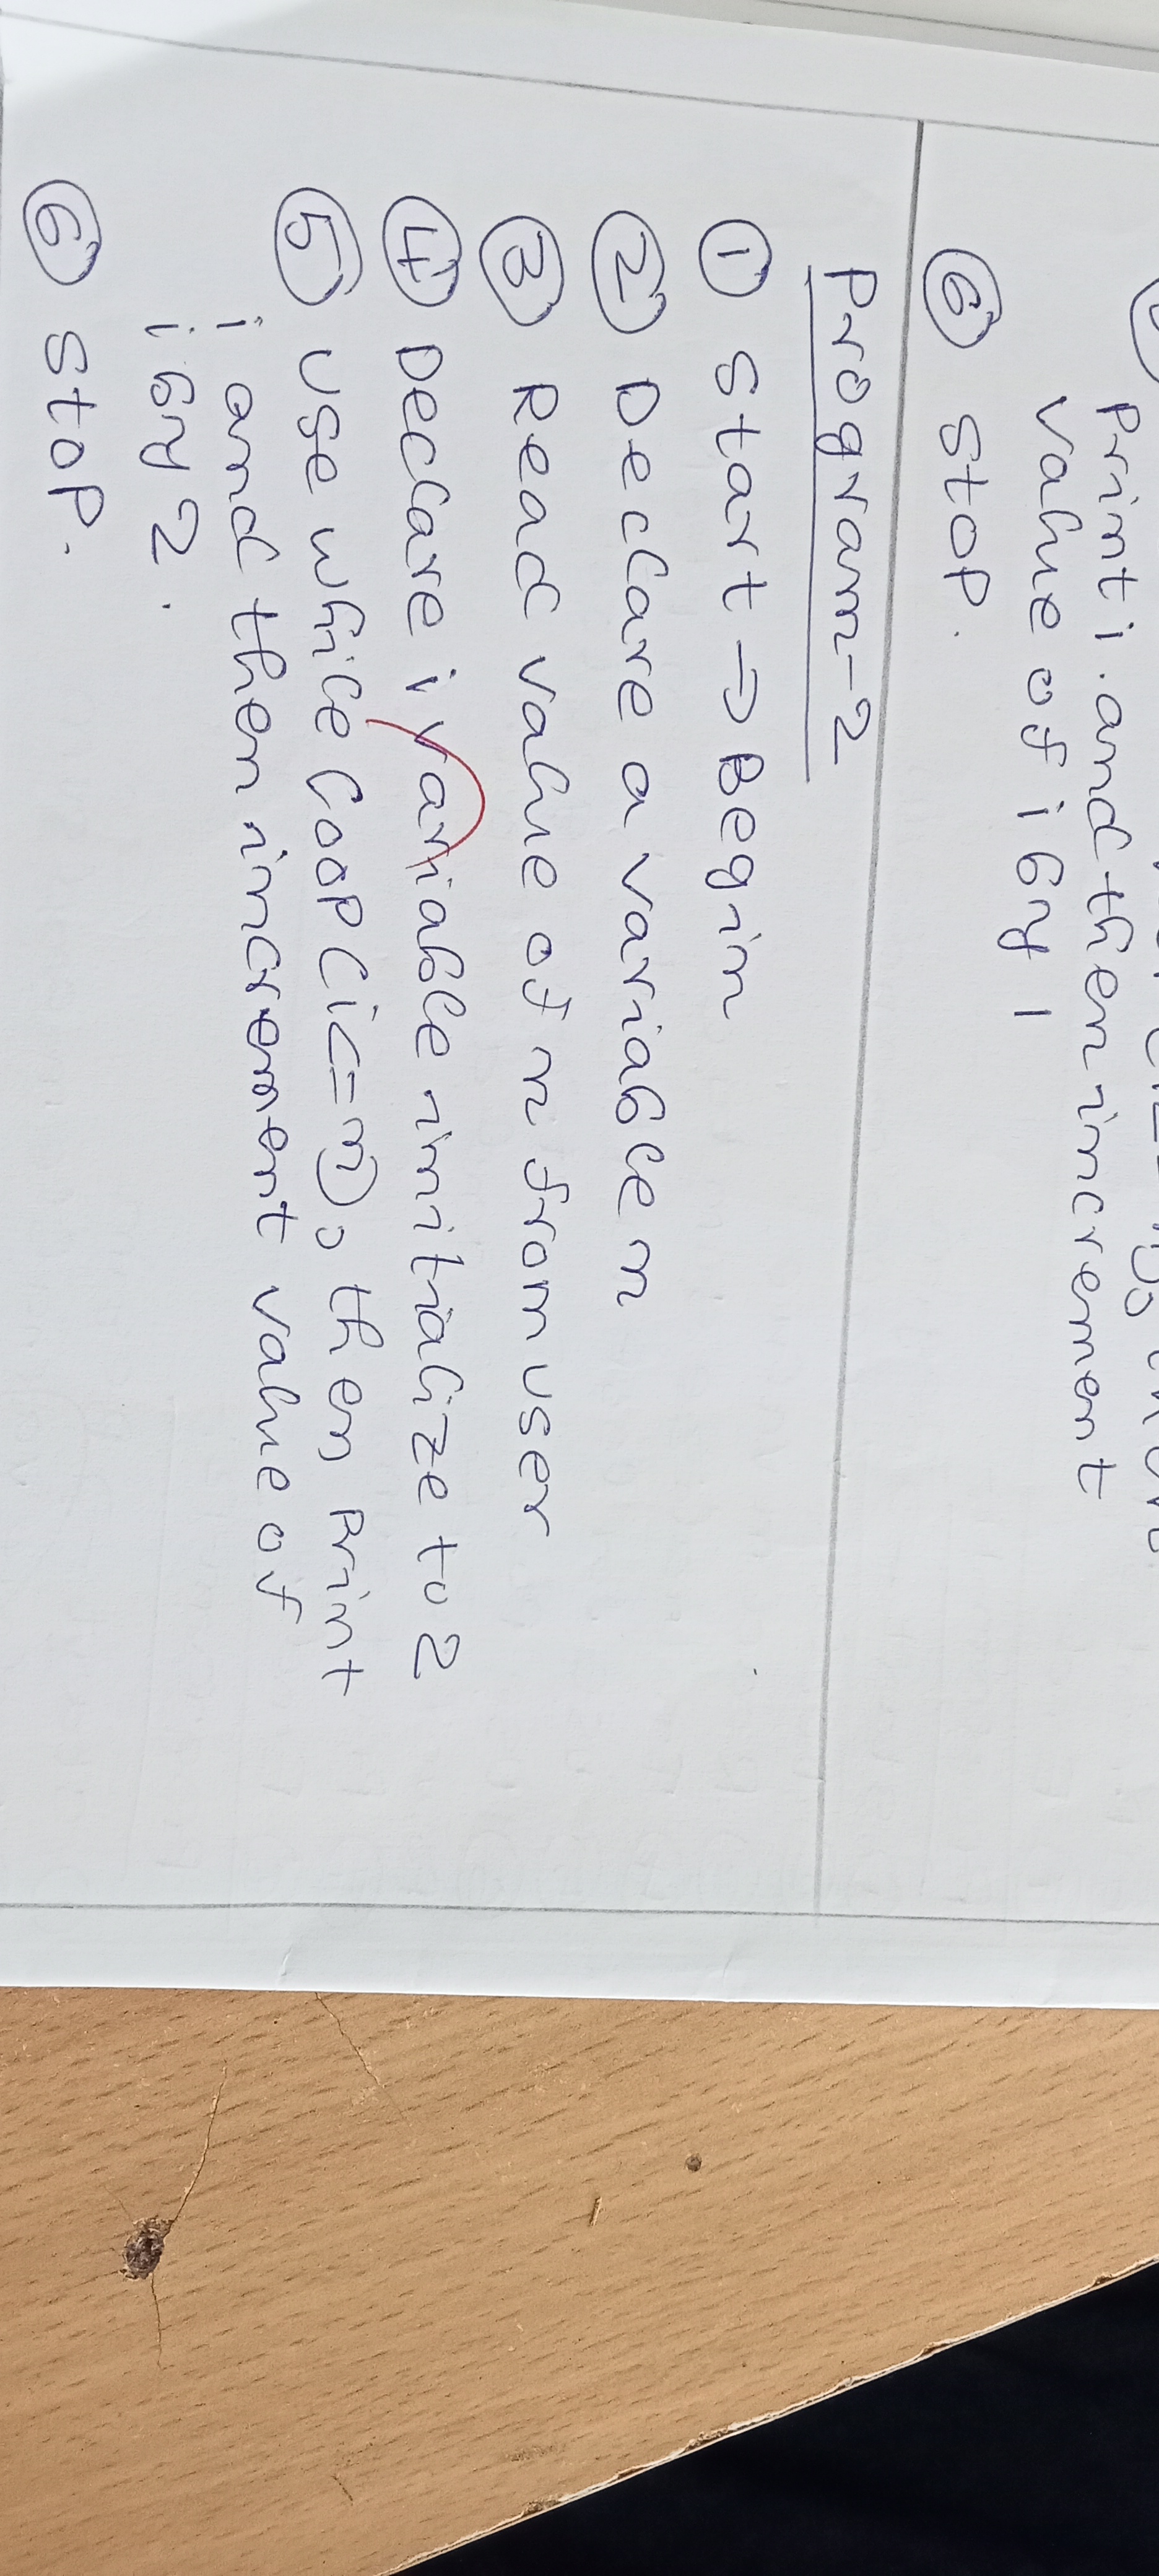 Print i. and then increment
value of i by 1
⑥ Stop.
Program-2
① Start → Begin
② Declare a variable n
③ Read value of n from user
④ Declare i variable initialize to 2
⑤ Use while loop (i<=n), then Print
i and then increment value of
i by 2.
⑥ Stop.